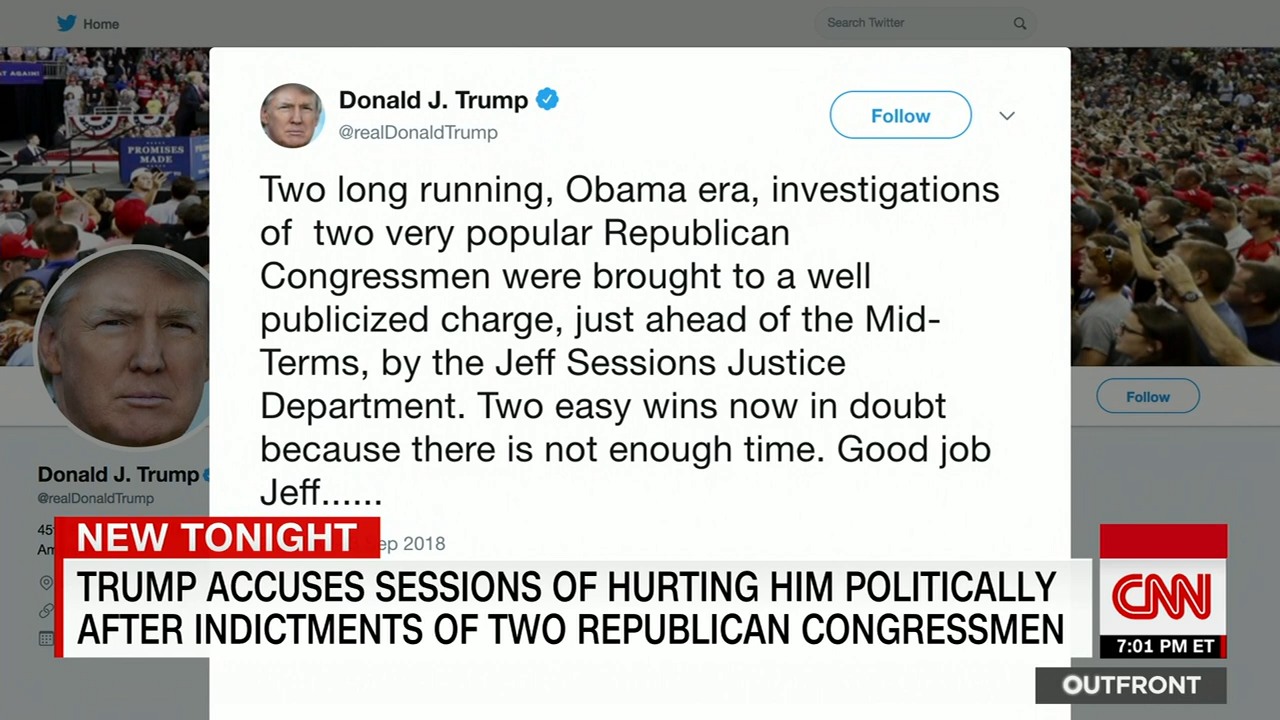 Home
Search Twitter
T AGAIN!
PROMISES
MADE
Donald J. Trump
@realDonaldTrump
Follow
Two long running, Obama era, investigations
of  two very popular Republican
Congressmen were brought to a well
publicized charge, just ahead of the Mid-
Terms, by the Jeff Sessions Justice
Department. Two easy wins now in doubt
because there is not enough time. Good job
Jeff......
Follow
Donald J. Trump
@realDonaldTrump
45
Am
ep 2018
NEW TONIGHT
TRUMP ACCUSES SESSIONS OF HURTING HIM POLITICALLY
AFTER INDICTMENTS OF TWO REPUBLICAN CONGRESSMEN
CNN
7:01 PM ET
OUTFRONT